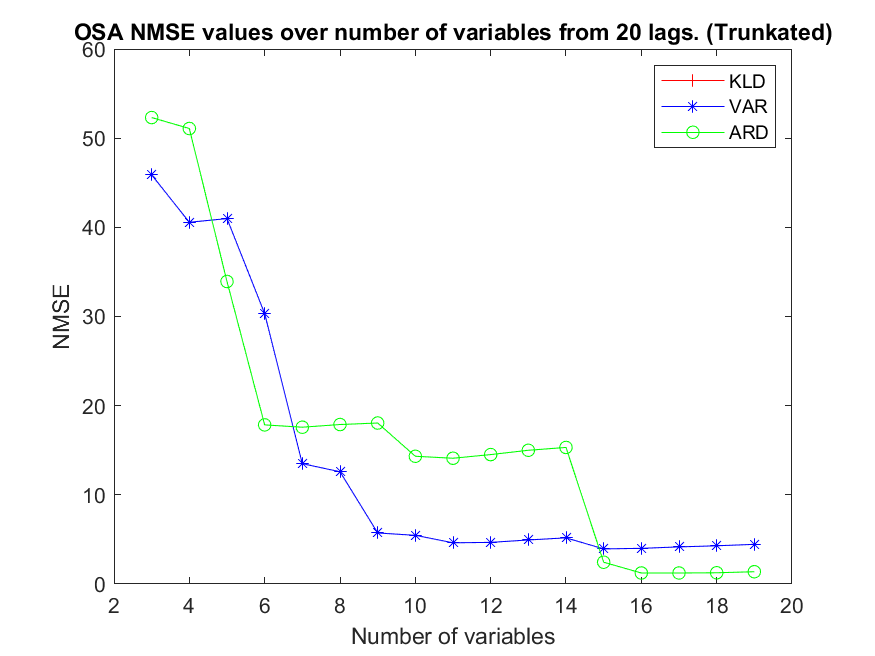 OSA NMSE values over number of variables from 20 lags. (Trunkated)
60
50
40
30
20
10
0
NMSE
KLD
VAR
ARD
2 4 6 8 10 12 14 16 18 20
Number of variables